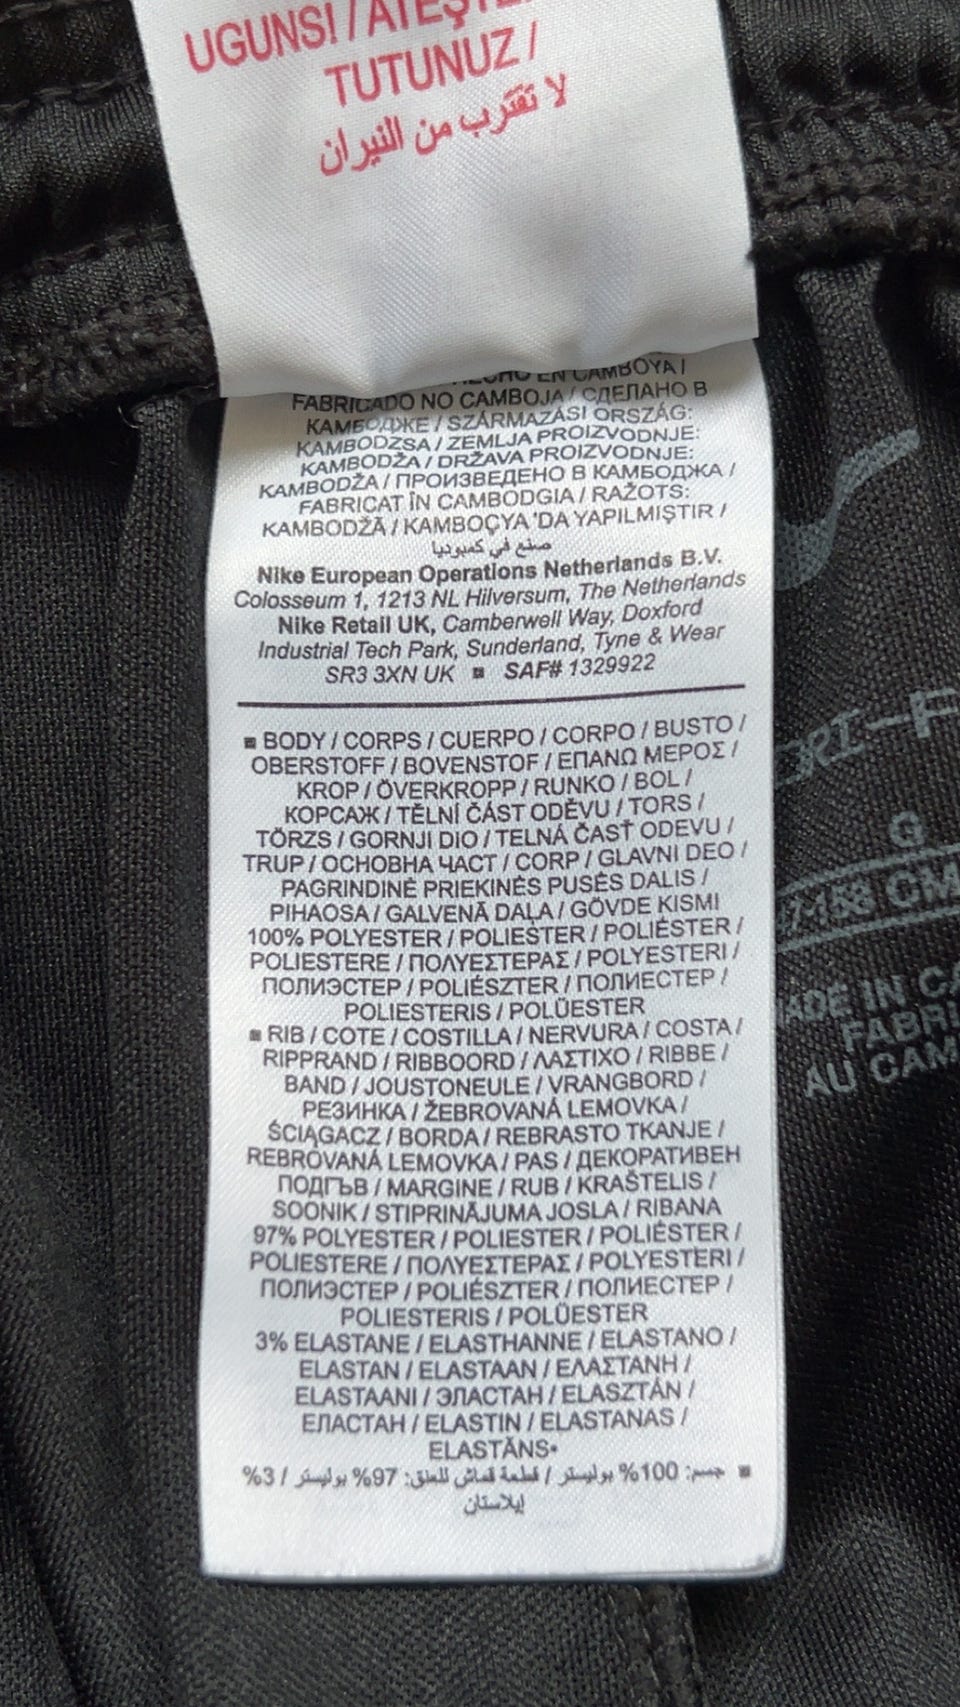 UGUNSI / ATEŞTEN
TUTUNUZ /
لا تقترب من النيران
EN CAMBOYA /
FABRICADO NO CAMBOJA / СДЕЛАНО В
КАМБОДЖЕ / SZÁRMAZÁSI ORSZÁG:
KAMBODZSA / ZEMLJA PROIZVODNJE:
KAMBODŽA / DRŽAVA PROIZVODNJE:
KAMBODŽA / ПРОИЗВЕДЕНО В КАМБОДЖА /
FABRICAT ÎN CAMBODGIA / RAŽOTS:
KAMBODŽĀ / KAMBOÇYA 'DA YAPILMIŞTIR /
صنع في كمبوديا
Nike European Operations Netherlands B.V.
Colosseum 1, 1213 NL Hilversum, The Netherlands
Nike Retail UK, Camberwell Way, Doxford
Industrial Tech Park, Sunderland, Tyne & Wear
SR3 3XN UK ▪ SAF# 1329922
▪ BODY / CORPS / CUERPO / CORPO / BUSTO /
OBERSTOFF / BOVENSTOF / ΕΠΑΝΩ ΜΕΡΟΣ /
KROP / ÖVERKROPP / RUNKO / BOL /
КОРСАЖ / TĚLNÍ ČÁST ODĚVU / TORS /
TÖRZS / GORNJI DIO / TELNÁ ČASŤ ODEVU /
TRUP / ОСНОВНА ЧАСТ / CORP / GLAVNI DEO /
PAGRINDINĖ PRIEKINĖS PUSĖS DALIS /
PIHAOSA / GALVENĀ DAĻA / GÖVDE KISMI
100% POLYESTER / POLIESTER / POLIÉSTER /
POLIESTERE / ΠΟΛΥΕΣΤΕΡΑΣ / POLYESTERI /
ПОЛИЭСТЕР / POLIÉSZTER / ПОЛИЕСТЕР /
POLIESTERIS / POLÜESTER
▪ RIB / COTE / COSTILLA / NERVURA / COSTA /
RIPPRAND / RIBBOORD / ΛΑΣΤΙΧΟ / RIBBE /
BAND / JOUSTONEULE / VRANGBORD /
РЕЗИНКА / ŽEBROVANÁ LEMOVKA /
ŚCIĄGACZ / BORDA / REBRASTO TKANJE /
REBROVANÁ LEMOVKA / PAS / ДЕКОРАТИВЕН
ПОДГЪВ / MARGINE / RUB / KRAŠTELIS /
SOONIK / STIPRINĀJUMA JOSLA / RIBANA
97% POLYESTER / POLIESTER / POLIÉSTER /
POLIESTERE / ΠΟΛΥΕΣΤΕΡΑΣ / POLYESTERI /
ПОЛИЭСТЕР / POLIÉSZTER / ПОЛИЕСТЕР /
POLIESTERIS / POLÜESTER
3% ELASTANE / ELASTHANNE / ELASTANO /
ELASTAN / ELASTAAN / ΕΛΑΣΤΑΝΗ /
ELASTAANI / ЭЛАСТАН / ELASZTÁN /
ЕЛАСТАН / ELASTIN / ELASTANAS /
ELASTĀNS•
▪ جسم: 100% بوليستر / قطعة قماش للعنق: 97% بوليستر / 3%
إيلاستان
DRI-F
G
CM
MADE IN CA
FABRI
AU CAM